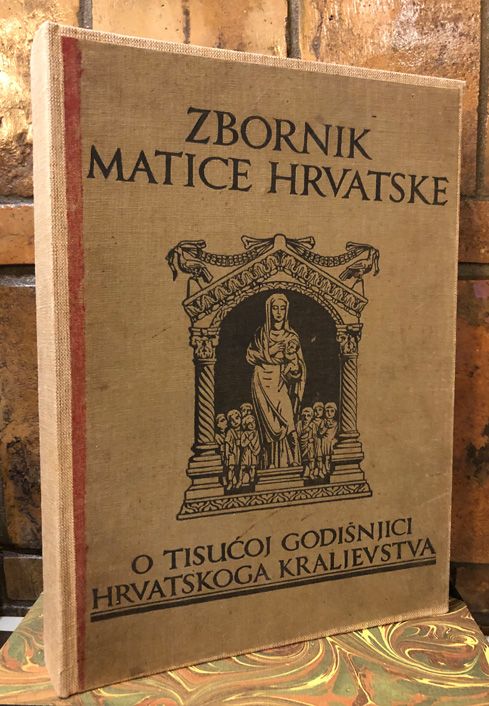 ZBORNIK
MATICE HRVATSKE
O TISUĆOJ GODIŠNJICI
HRVATSKOGA KRALJEVSTVA